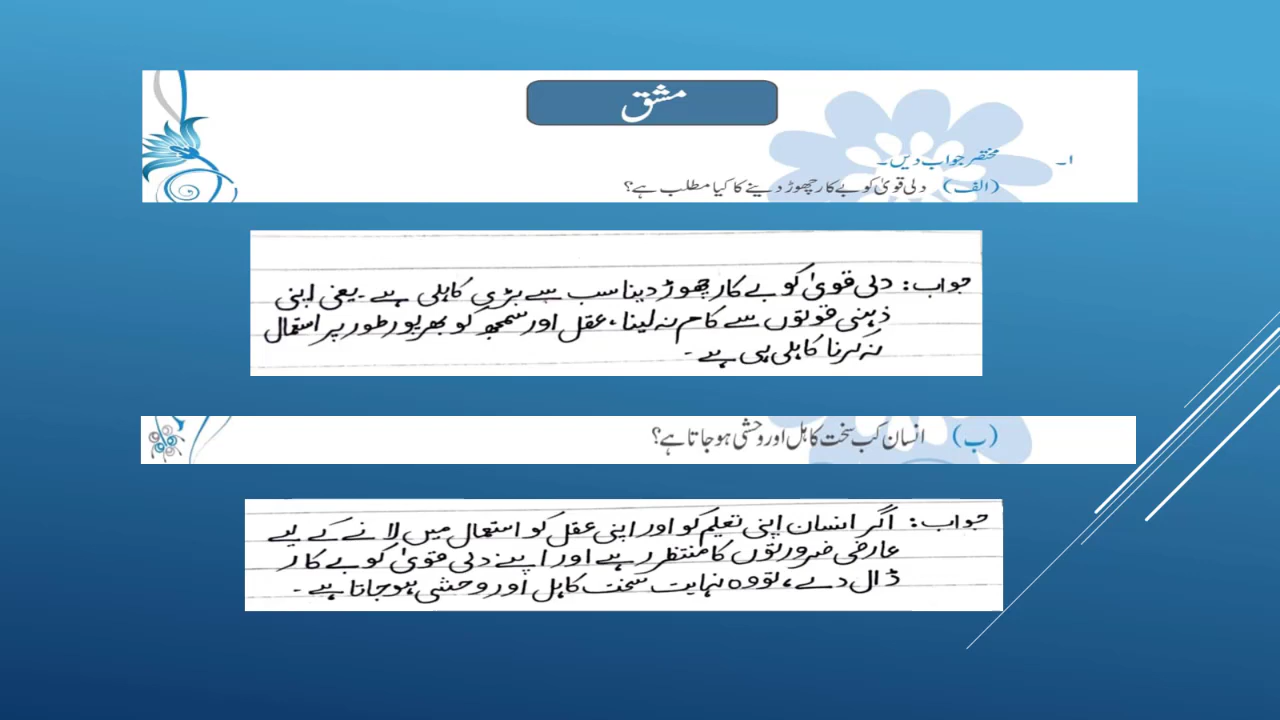 مشق
۱۔ مختصر جواب دیں۔
(الف) دلی قویٰ کو بے کار چھوڑ دینے کا کیا مطلب ہے؟
جواب: دلی قویٰ کو بے کار چھوڑ دینا سب سے بڑی کاہلی ہے۔ یعنی اپنی
ذہنی قوتوں سے کام نہ لینا، عقل اور سمجھ کو بھرپور طور پر استعمال
نہ کرنا کاہلی ہی ہے۔
(ب) انسان کب سخت کاہل اور وحشی ہو جاتا ہے؟
جواب: اگر انسان اپنی تعلیم کو اور اپنی عقل کو استعمال میں لانے کے لیے
عارضی ضرورتوں کا منتظر رہے اور اپنے دلی قویٰ کو بے کار
ڈال دے، تو وہ نہایت سخت کاہل اور وحشی ہو جاتا ہے۔